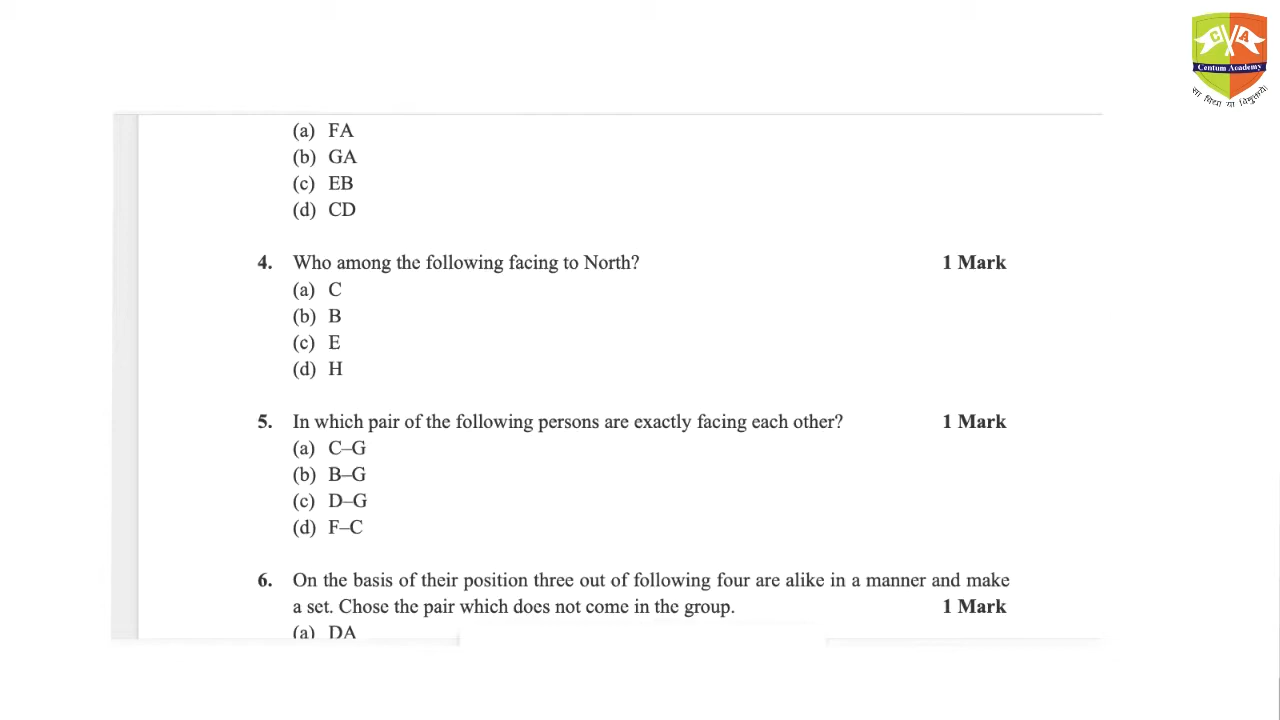 C A
Centum Academy
सा विद्या या विमुक्तये
(a) FA
(b) GA
(c) EB
(d) CD
4. Who among the following facing to North? 1 Mark
(a) C
(b) B
(c) E
(d) H
5. In which pair of the following persons are exactly facing each other? 1 Mark
(a) C–G
(b) B–G
(c) D–G
(d) F–C
6. On the basis of their position three out of following four are alike in a manner and make
a set. Chose the pair which does not come in the group. 1 Mark
(a) DA